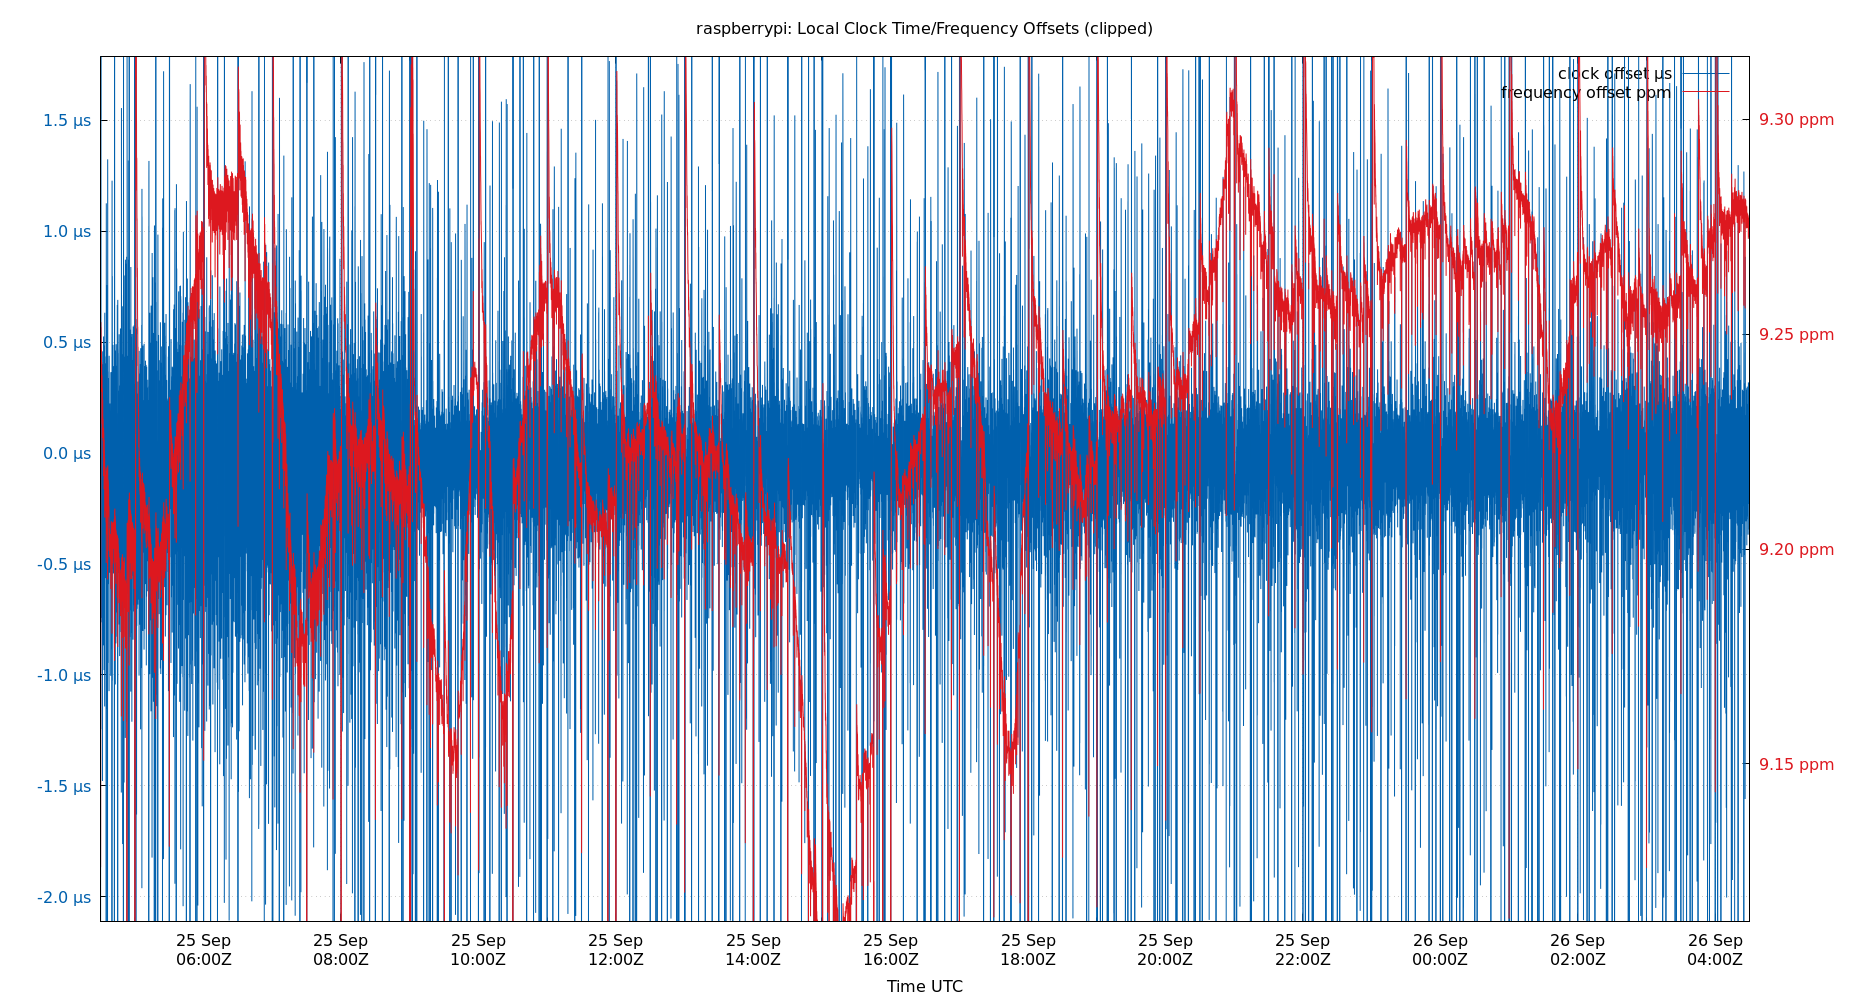 raspberrypi: Local Clock Time/Frequency Offsets (clipped)
clock offset µs
frequency offset ppm
1.5 µs
1.0 µs
0.5 µs
0.0 µs
-0.5 µs
-1.0 µs
-1.5 µs
-2.0 µs
9.30 ppm
9.25 ppm
9.20 ppm
9.15 ppm
25 Sep 25 Sep 25 Sep 25 Sep 25 Sep 25 Sep 25 Sep 25 Sep 25 Sep 26 Sep 26 Sep 26 Sep
06:00Z 08:00Z 10:00Z 12:00Z 14:00Z 16:00Z 18:00Z 20:00Z 22:00Z 00:00Z 02:00Z 04:00Z
Time UTC